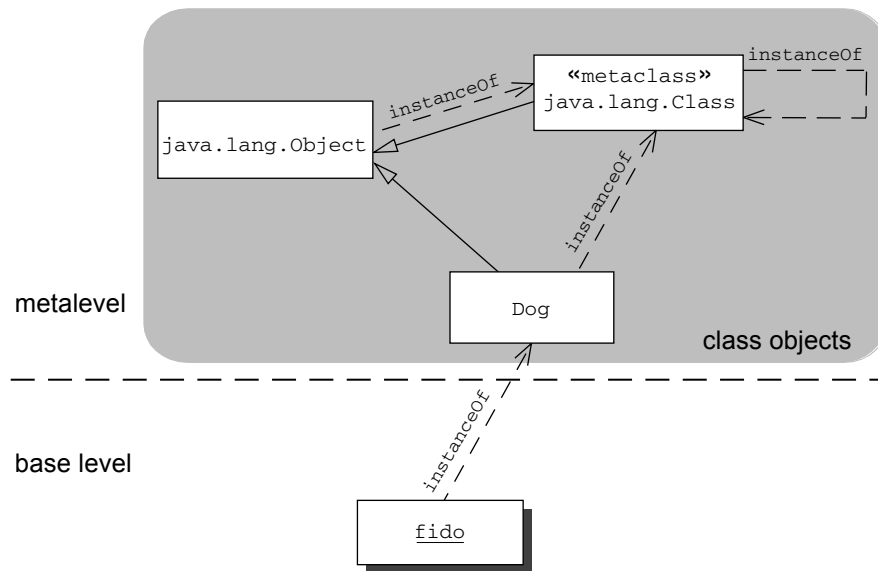 instanceOf
«metaclass»
java.lang.Class
instanceOf
java.lang.Object
instanceOf
Dog
metalevel
class objects
instanceOf
base level
fido